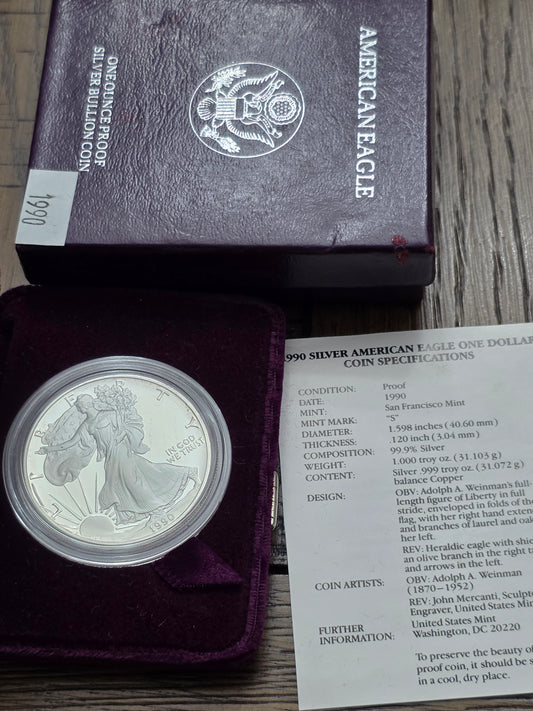 AMERICAN EAGLE
ONE OUNCE PROOF
SILVER BULLION COIN
1990
LIBERTY
IN GOD
WE TRUST
1990
1990 SILVER AMERICAN EAGLE ONE DOLLAR
COIN SPECIFICATIONS
CONDITION: Proof
DATE: 1990
MINT: San Francisco Mint
MINT MARK: "S"
DIAMETER: 1.598 inches (40.60 mm)
THICKNESS: .120 inch (3.04 mm)
COMPOSITION: 99.9% Silver
WEIGHT: 1.000 troy oz. (31.103 g)
CONTENT: Silver .999 troy oz. (31.072 g)
balance Copper
DESIGN: OBV: Adolph A. Weinman's full-
length figure of Liberty in full
stride, enveloped in folds of the
flag, with her right hand
and branches of laurel and
her left.
REV: Heraldic eagle with
an olive branch in the right
and arrows in the left.
COIN ARTISTS: OBV: Adolph A. Weinman
(1870–1952)
REV: John Mercanti,
Engraver, United States
FURTHER United States Mint
INFORMATION: Washington, DC 20220
To preserve the beauty of
proof coin, it should be
in a cool, dry place.